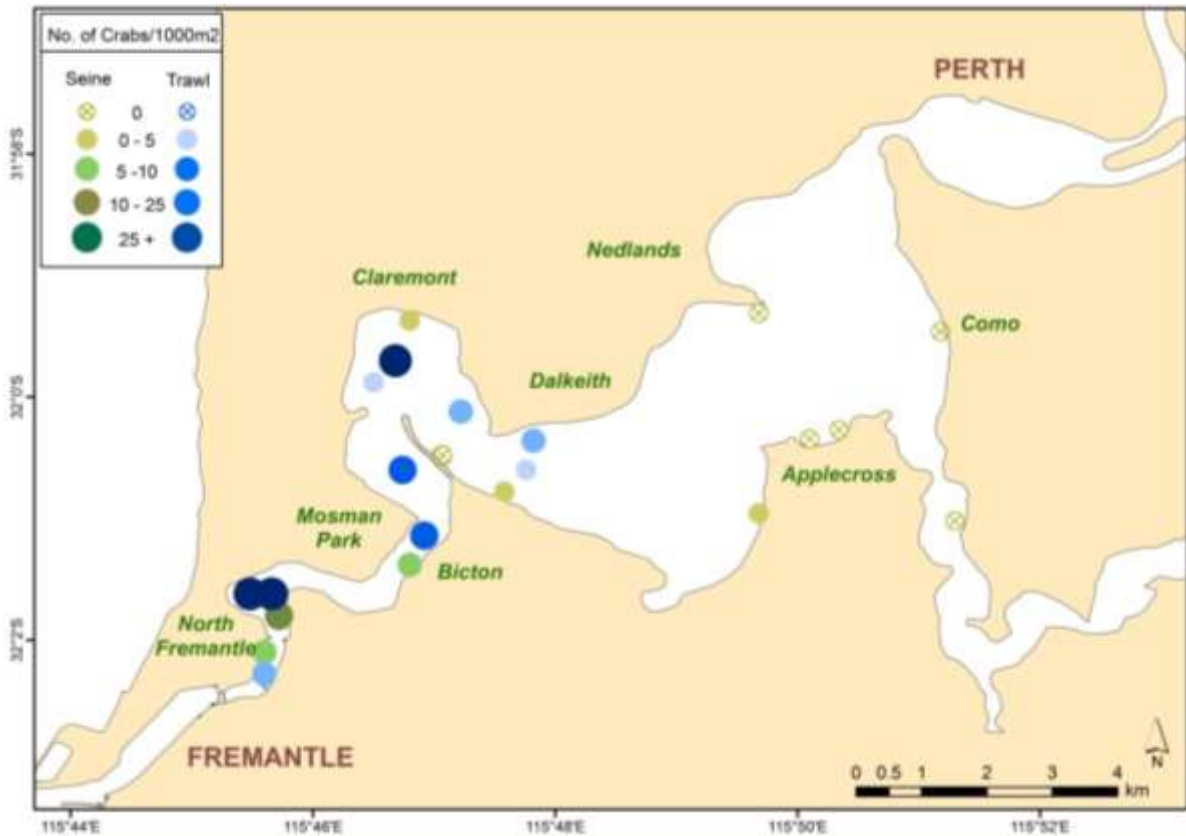 No. of Crabs/1000m2
Seine Trawl
0
0 - 5
5 -10
10 - 25
25 +
PERTH
Nedlands
Claremont
Como
Dalkeith
Applecross
Mosman
Park
Bicton
North
Fremantle
FREMANTLE
N
0 0.5 1 2 3 4
km
31°58'S
32°0'S
32°2'S
115°44'E 115°46'E 115°48'E 115°50'E 115°52'E